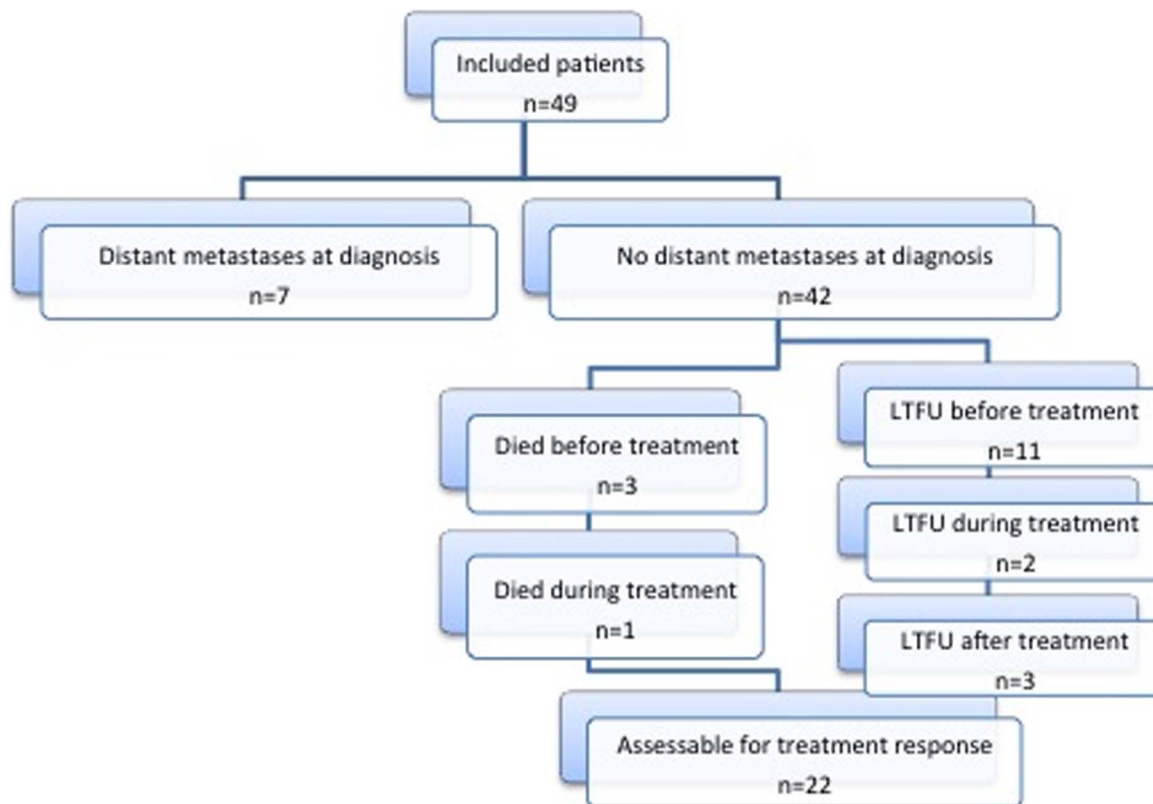 Included patients
n=49
Distant metastases at diagnosis
n=7
No distant metastases at diagnosis
n=42
Died before treatment
n=3
Died during treatment
n=1
LTFU before treatment
n=11
LTFU during treatment
n=2
LTFU after treatment
n=3
Assessable for treatment response
n=22